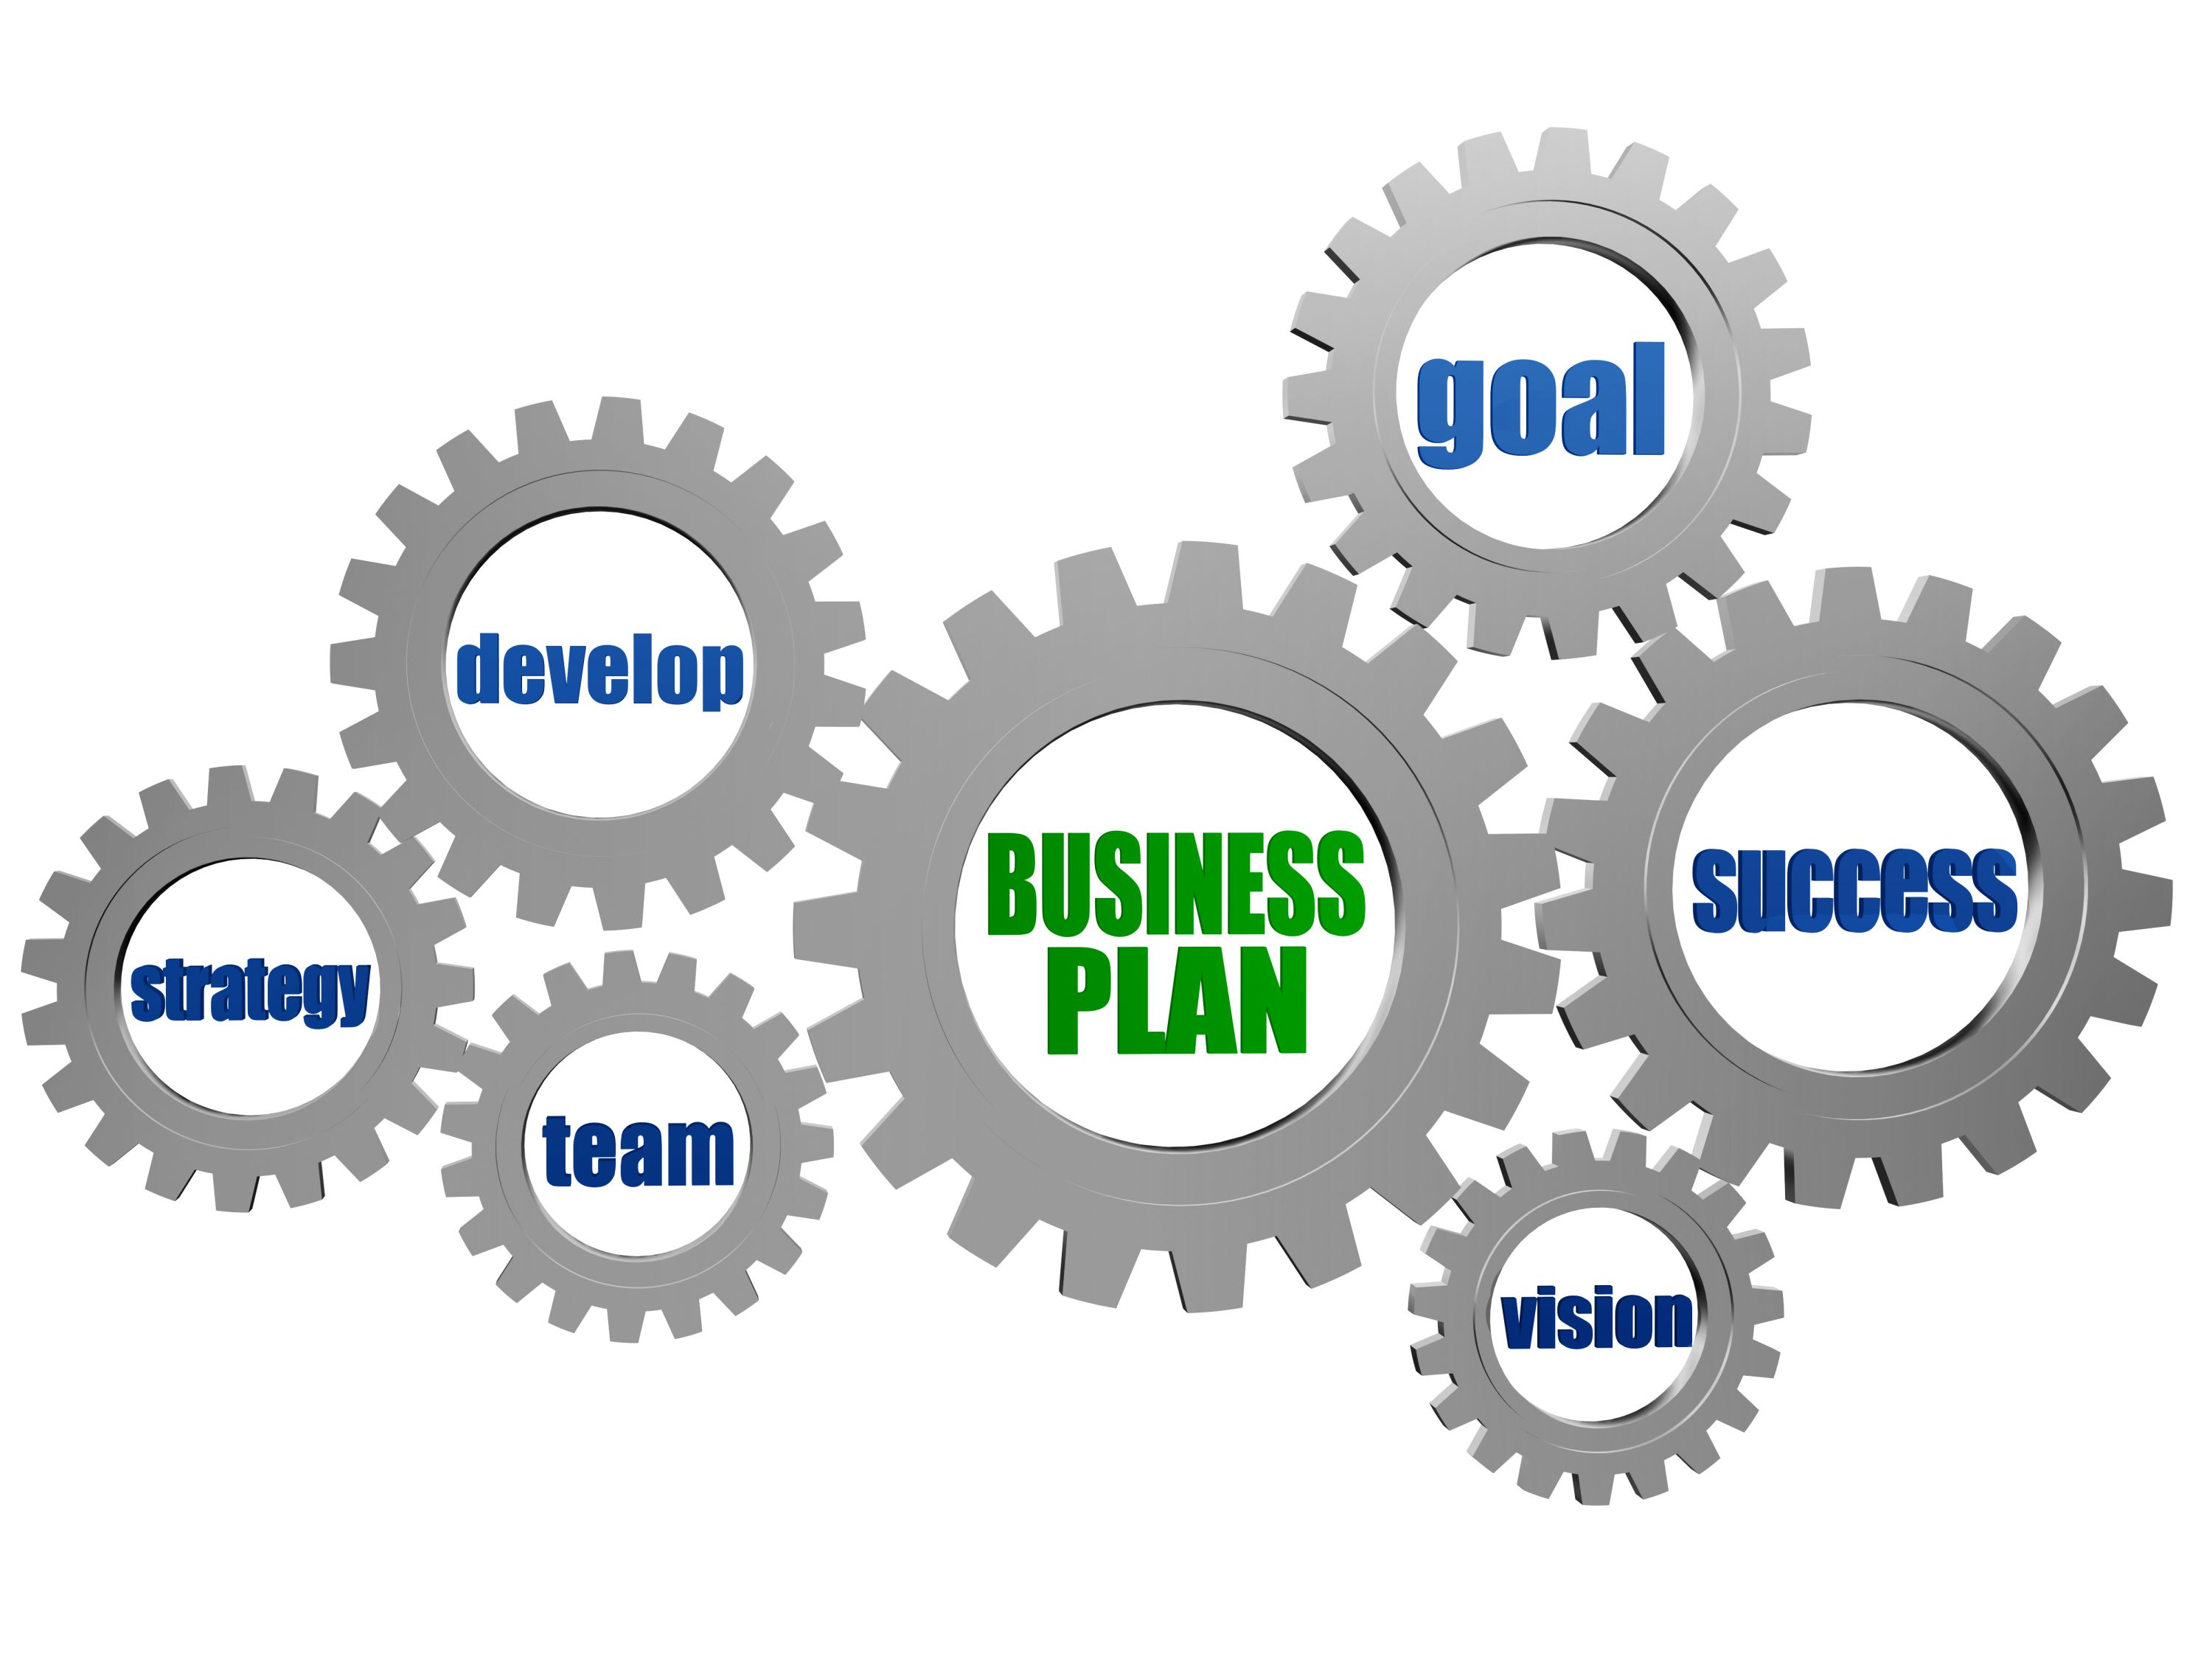 goal
develop
BUSINESS
PLAN
success
strategy
team
vision